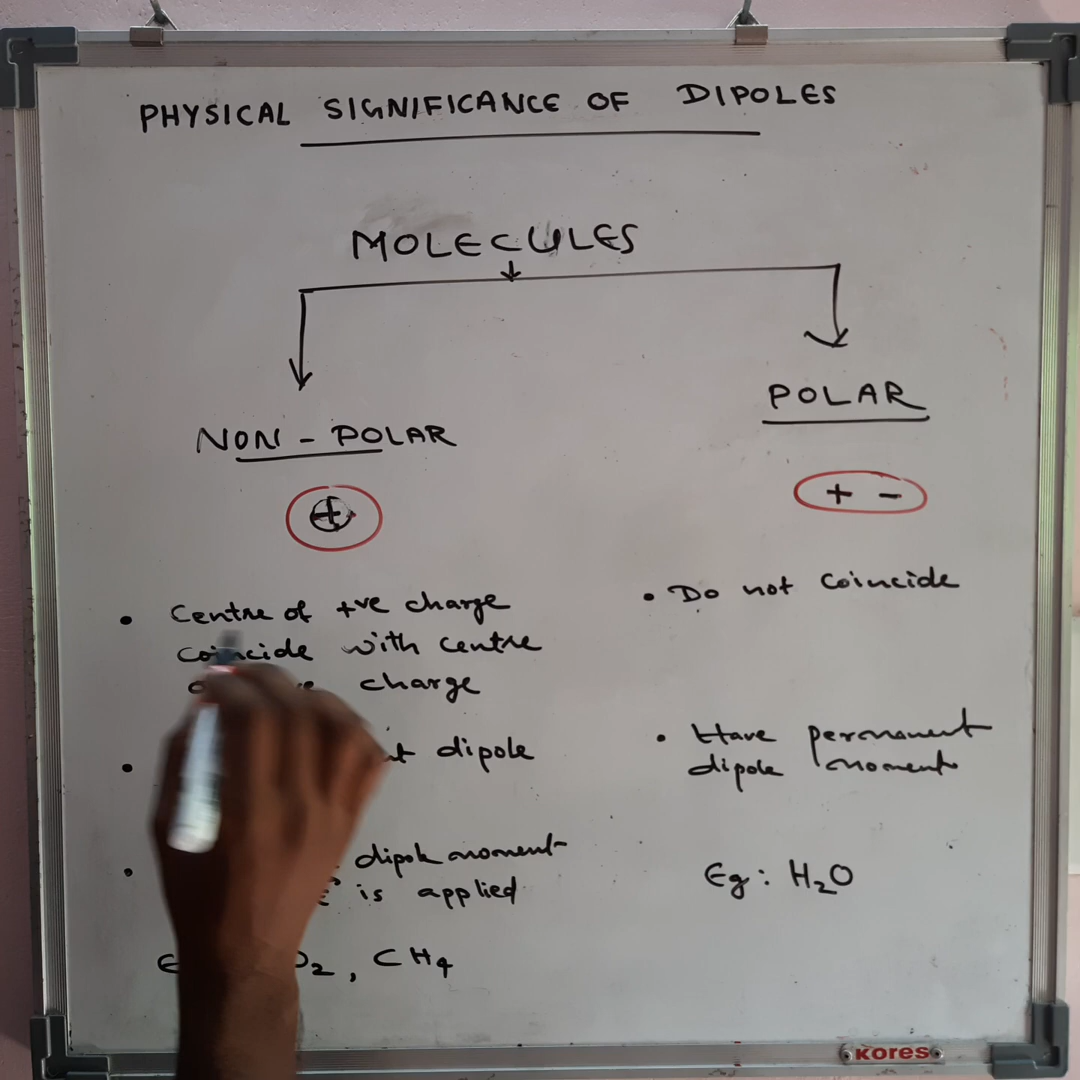 PHYSICAL SIGNIFICANCE OF DIPOLES
MOLECULES
NON - POLAR
POLAR
+
+ -
• Centre of +ve charge
coincide with centre
charge
• dipole
• dipole moment
is applied
, CH4
• Do not coincide
• Have permanent
dipole moment
Eg: H2O
KORES